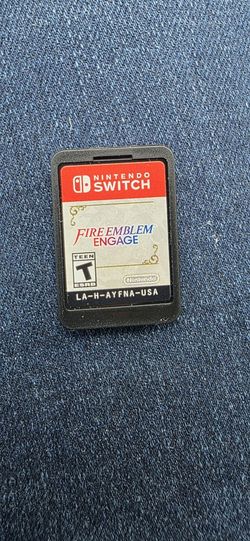 NINTENDO
SWITCH
FIRE EMBLEM
ENGAGE
TEEN
T
ESRB
Nintendo
LA-H-AYFNA-USA